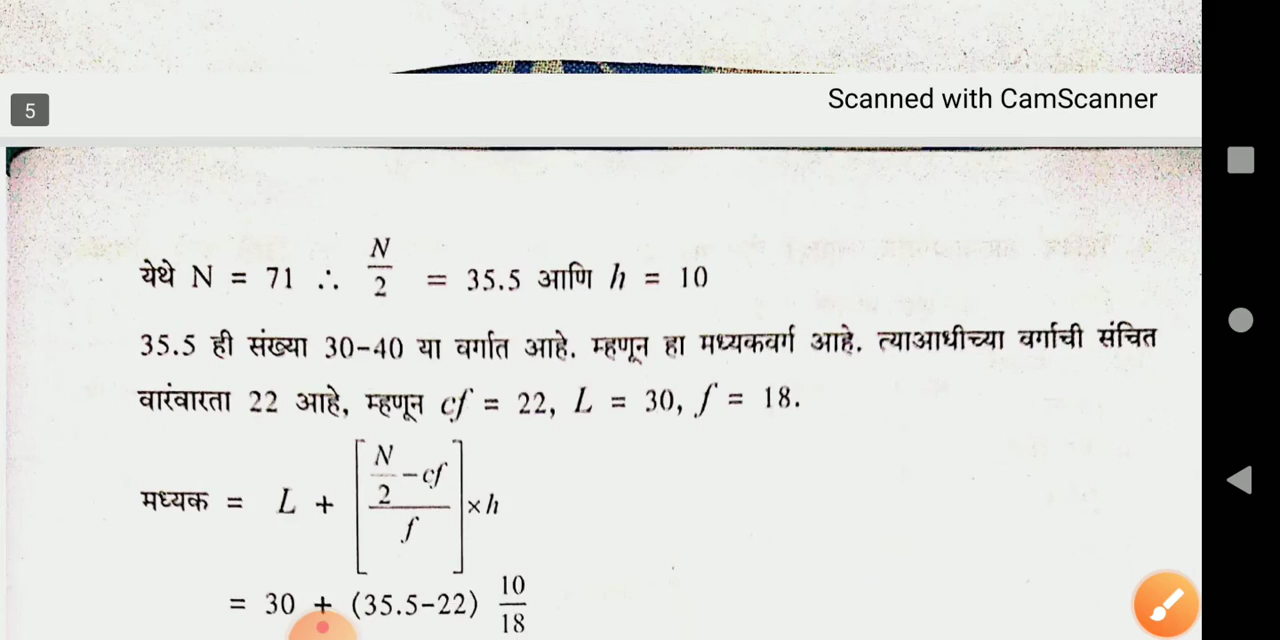 Scanned with CamScanner
5
येथे N = 71 ∴ N/2 = 35.5 आणि h = 10
35.5 ही संख्या 30-40 या वर्गात आहे. म्हणून हा मध्यकवर्ग आहे. त्याआधीच्या वर्गाची संचित
वारंवारता 22 आहे, म्हणून cf = 22, L = 30, f = 18.
मध्यक = L + [(N/2 - cf)/f] × h
= 30 + (35.5-22) 10/18